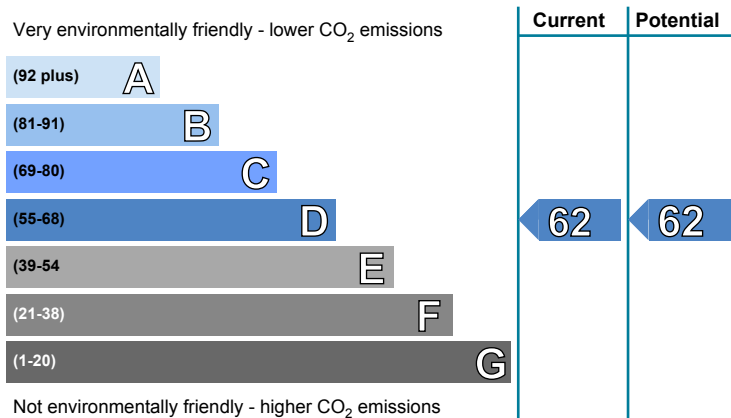 Very environmentally friendly - lower CO₂ emissions
Current Potential
(92 plus) A
(81-91) B
(69-80) C
(55-68) D 62 62
(39-54 E
(21-38) F
(1-20) G
Not environmentally friendly - higher CO₂ emissions